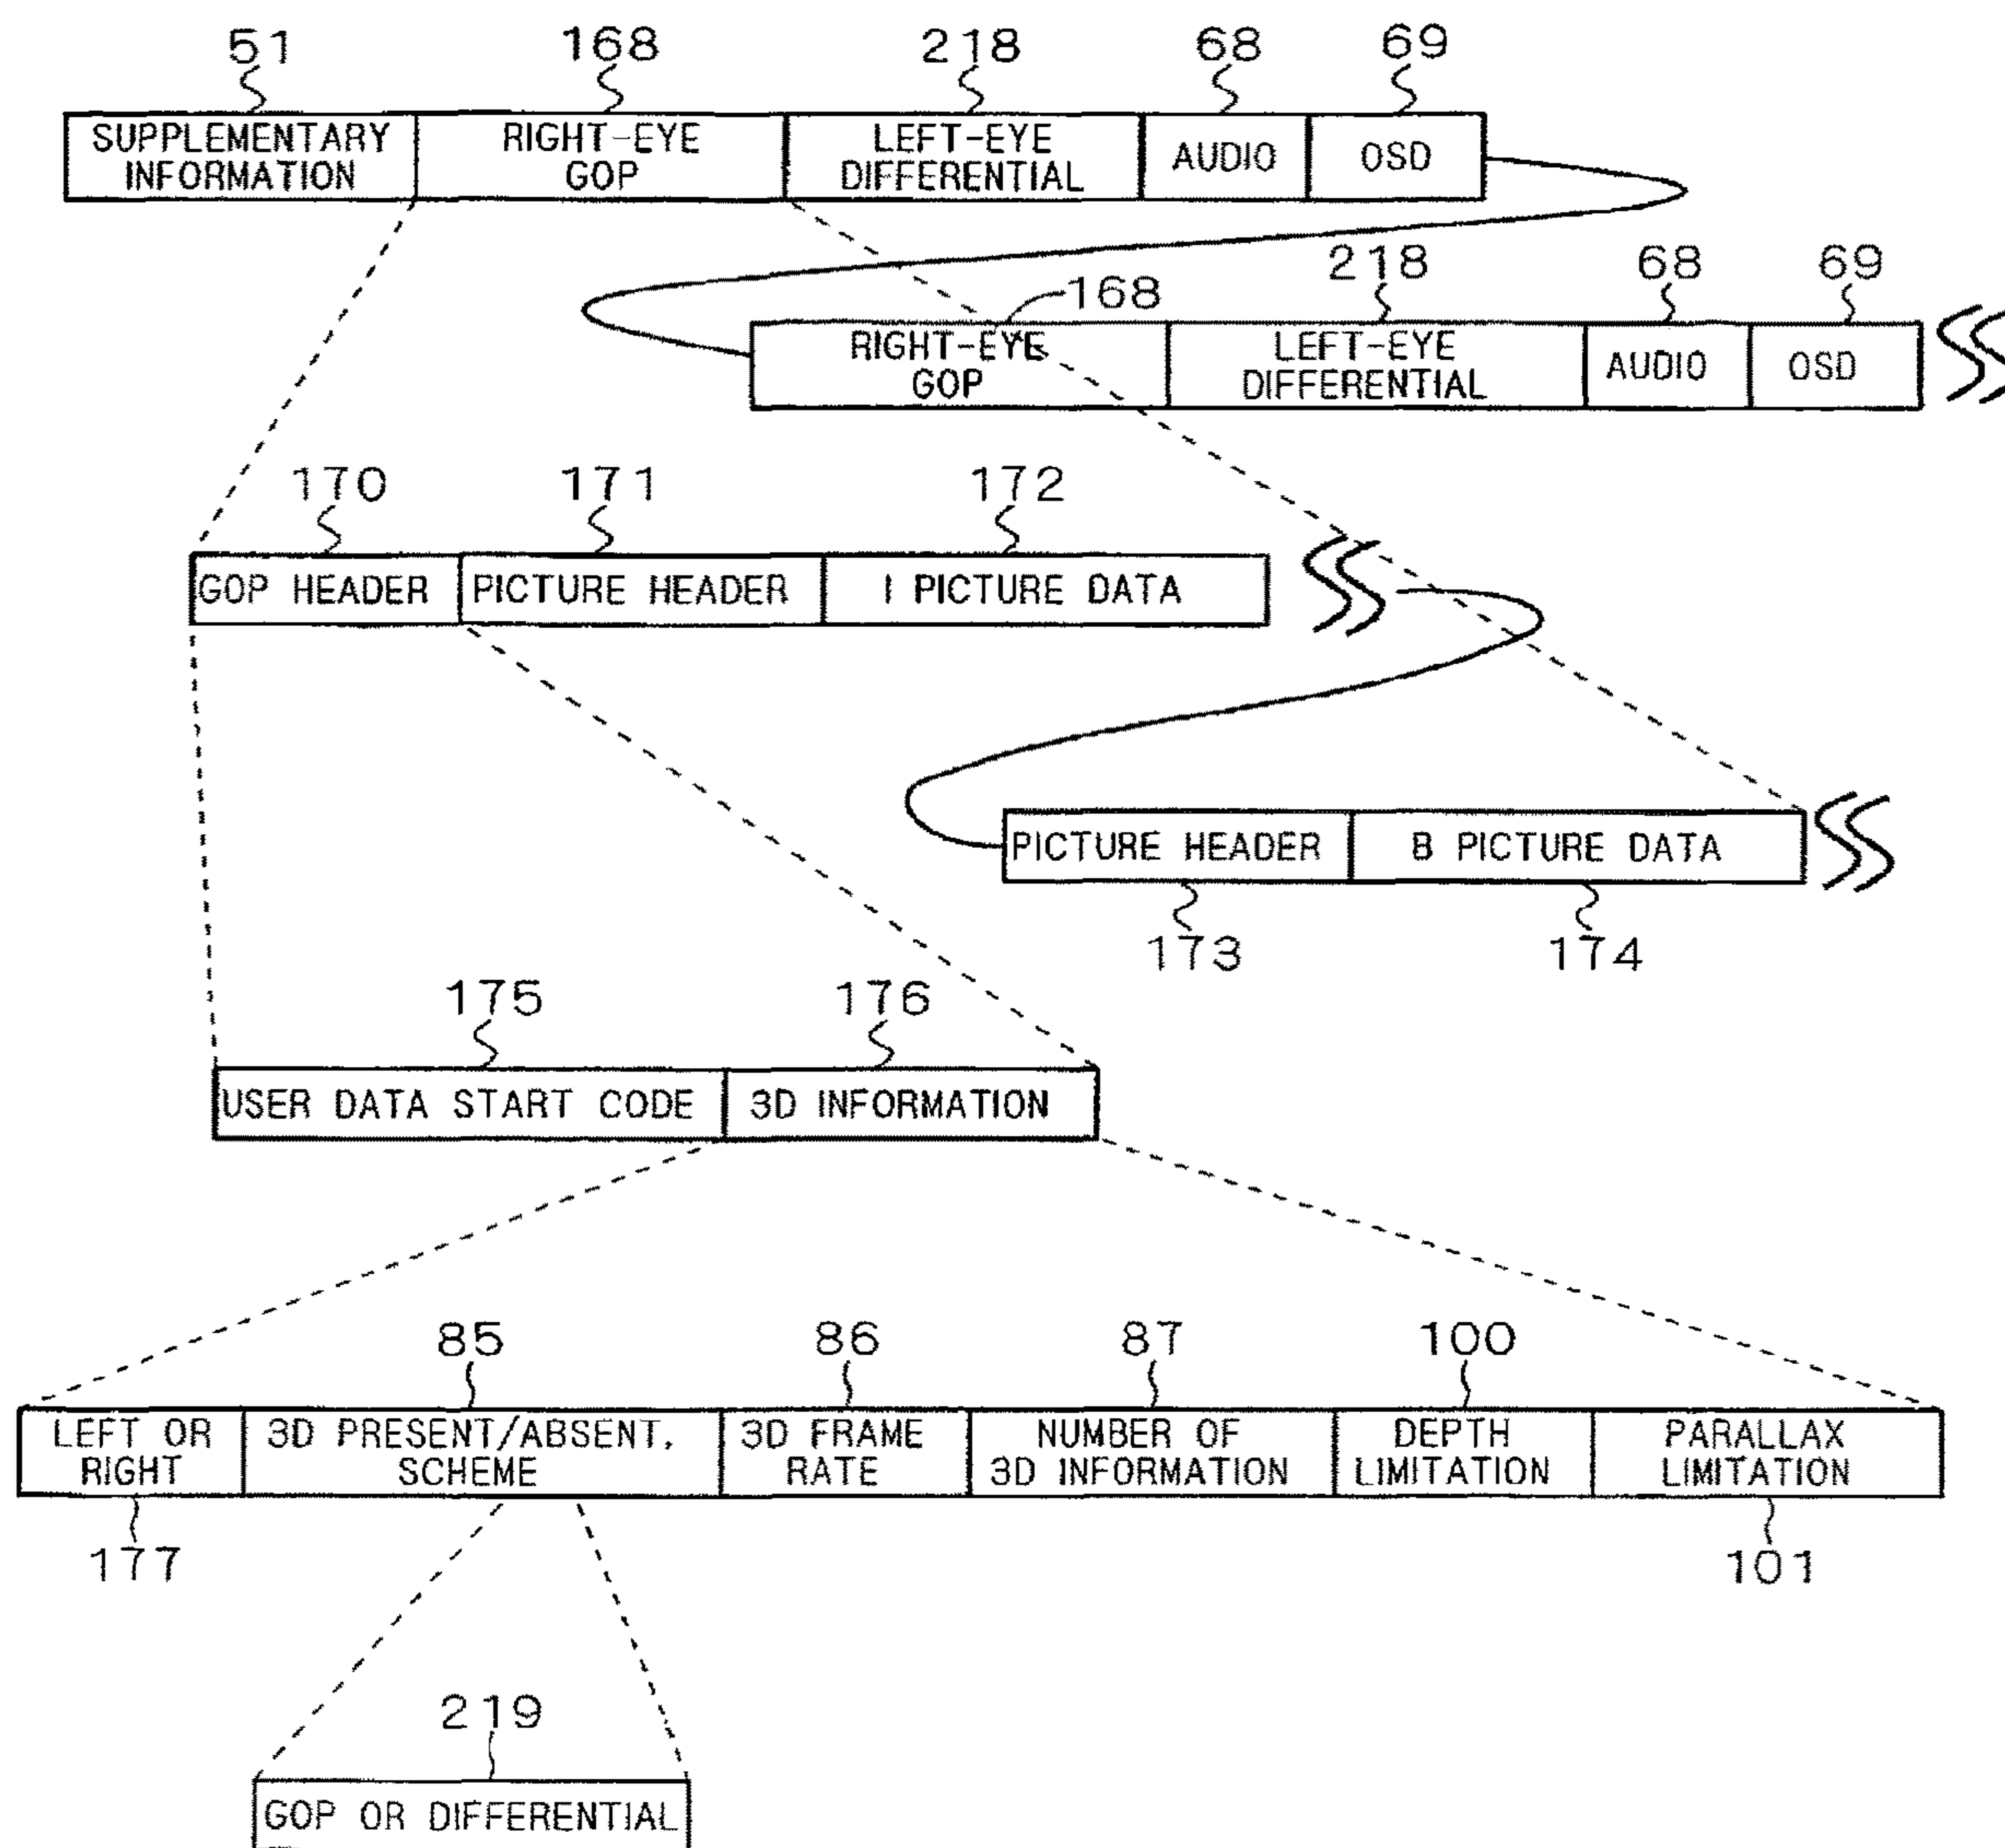 51 168 218 68 69
SUPPLEMENTARY INFORMATION
RIGHT-EYE GOP
LEFT-EYE DIFFERENTIAL
AUDIO
OSD
168 218 68 69
RIGHT-EYE GOP
LEFT-EYE DIFFERENTIAL
AUDIO
OSD
170 171 172
GOP HEADER
PICTURE HEADER
I PICTURE DATA
PICTURE HEADER
B PICTURE DATA
173 174
175 176
USER DATA START CODE
3D INFORMATION
85 86 87 100
LEFT OR RIGHT
3D PRESENT/ABSENT, SCHEME
3D FRAME RATE
NUMBER OF 3D INFORMATION
DEPTH LIMITATION
PARALLAX LIMITATION
177 101
219
GOP OR DIFFERENTIAL